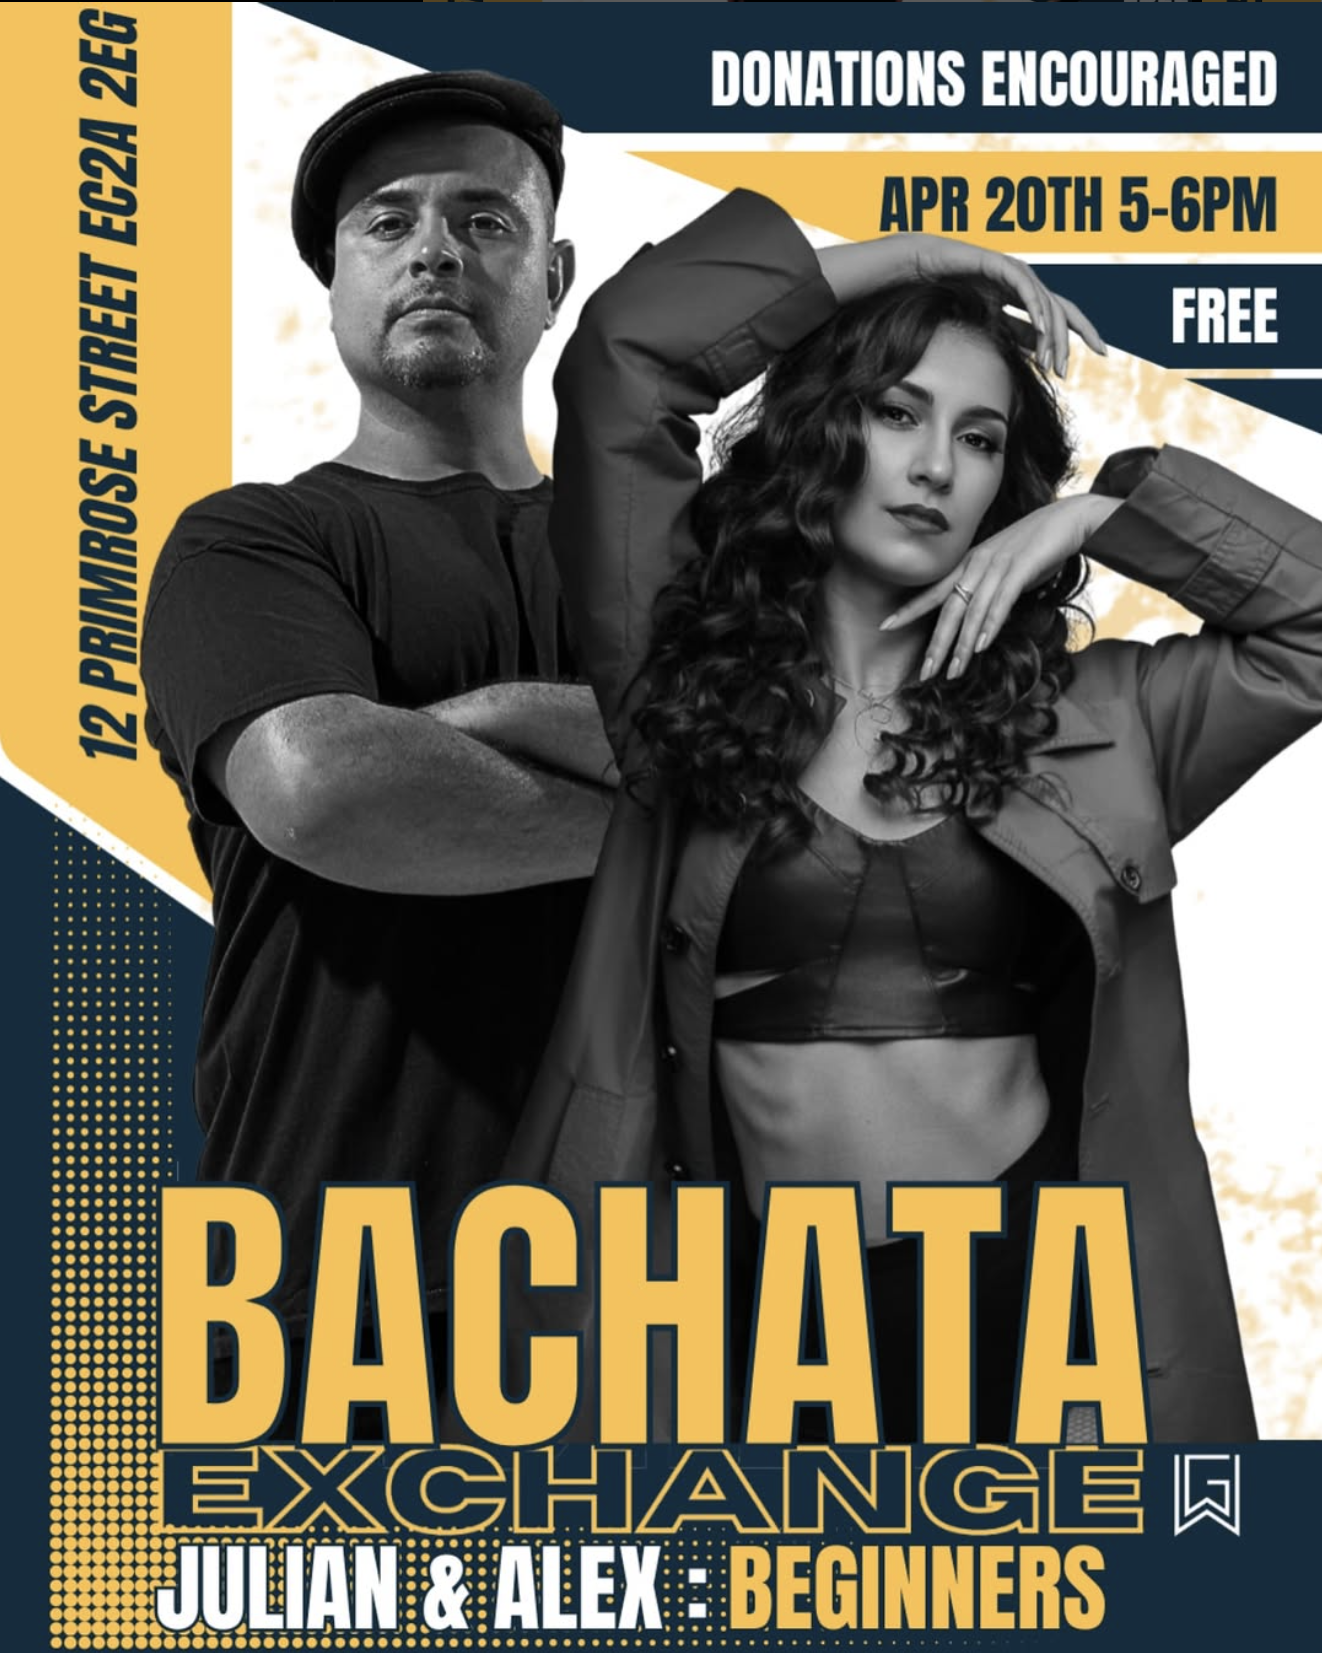 DONATIONS ENCOURAGED
APR 20TH 5-6PM
FREE
12 PRIMROSE STREET EC2A 2EG
BACHATA
EXCHANGE
JULIAN & ALEX : BEGINNERS